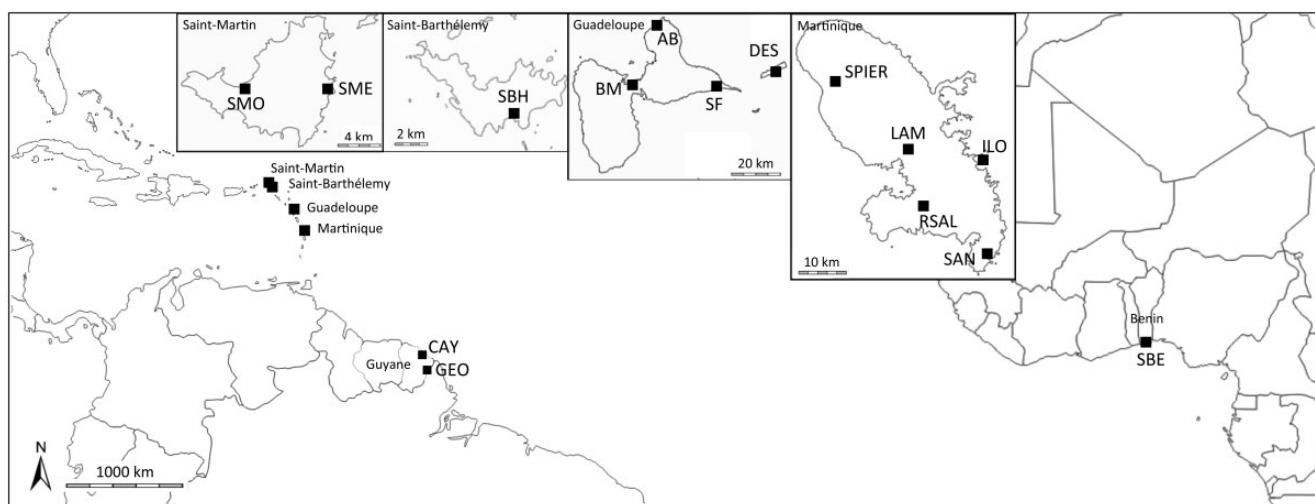 Saint-Martin
SMO
SME
4 km
Saint-Barthélemy
SBH
2 km
Guadeloupe
AB
DES
BM
SF
20 km
Martinique
SPIER
LAM
ILO
RSAL
SAN
10 km
Saint-Martin
Saint-Barthélemy
Guadeloupe
Martinique
CAY
Guyane
GEO
Benin
SBE
N
1000 km